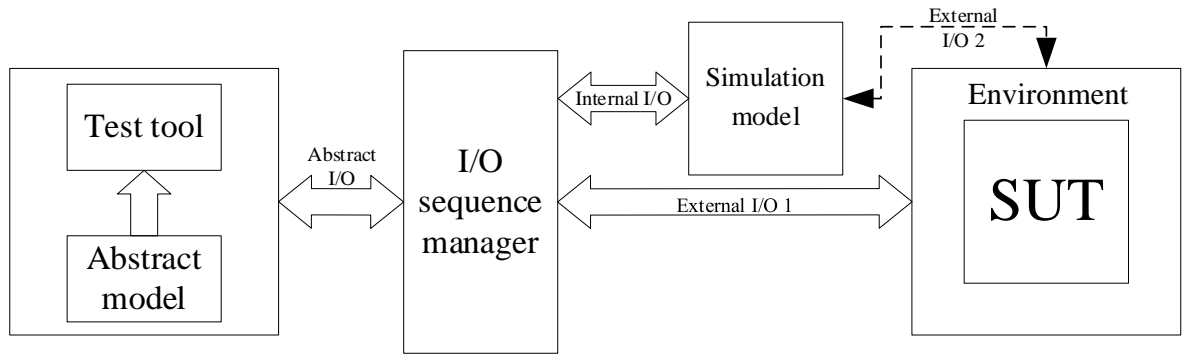 Test tool
Abstract
model
Abstract
I/O
I/O
sequence
manager
Internal I/O
Simulation
model
External
I/O 2
External I/O 1
Environment
SUT